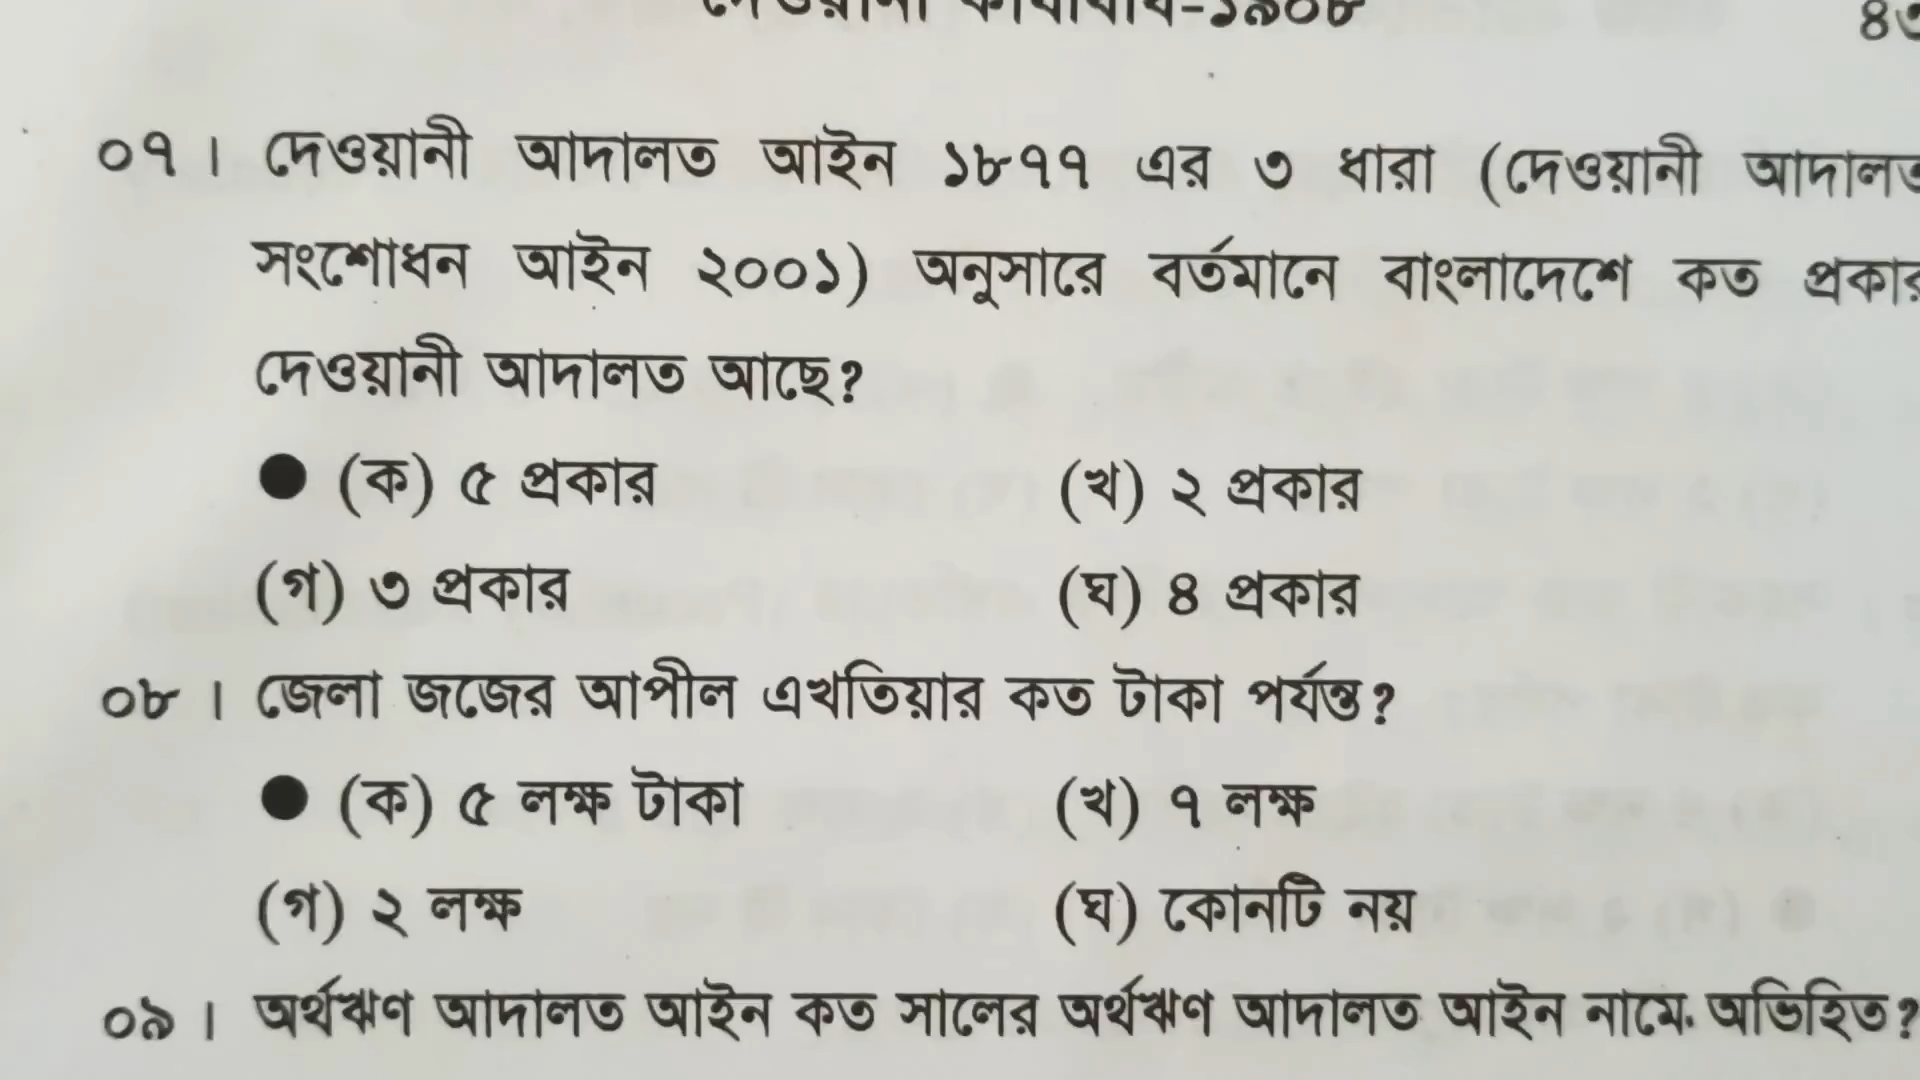 দেওয়ানী কার্যবিধি-১৯০৮
০৭। দেওয়ানী আদালত আইন ১৮৭৭ এর ৩ ধারা (দেওয়ানী আদালত
সংশোধন আইন ২০০১) অনুসারে বর্তমানে বাংলাদেশে কত প্রকার
দেওয়ানী আদালত আছে?
● (ক) ৫ প্রকার (খ) ২ প্রকার
(গ) ৩ প্রকার (ঘ) ৪ প্রকার
০৮। জেলা জজের আপীল এখতিয়ার কত টাকা পর্যন্ত?
● (ক) ৫ লক্ষ টাকা (খ) ৭ লক্ষ
(গ) ২ লক্ষ (ঘ) কোনটি নয়
০৯। অর্থঋণ আদালত আইন কত সালের অর্থঋণ আদালত আইন নামে অভিহিত?